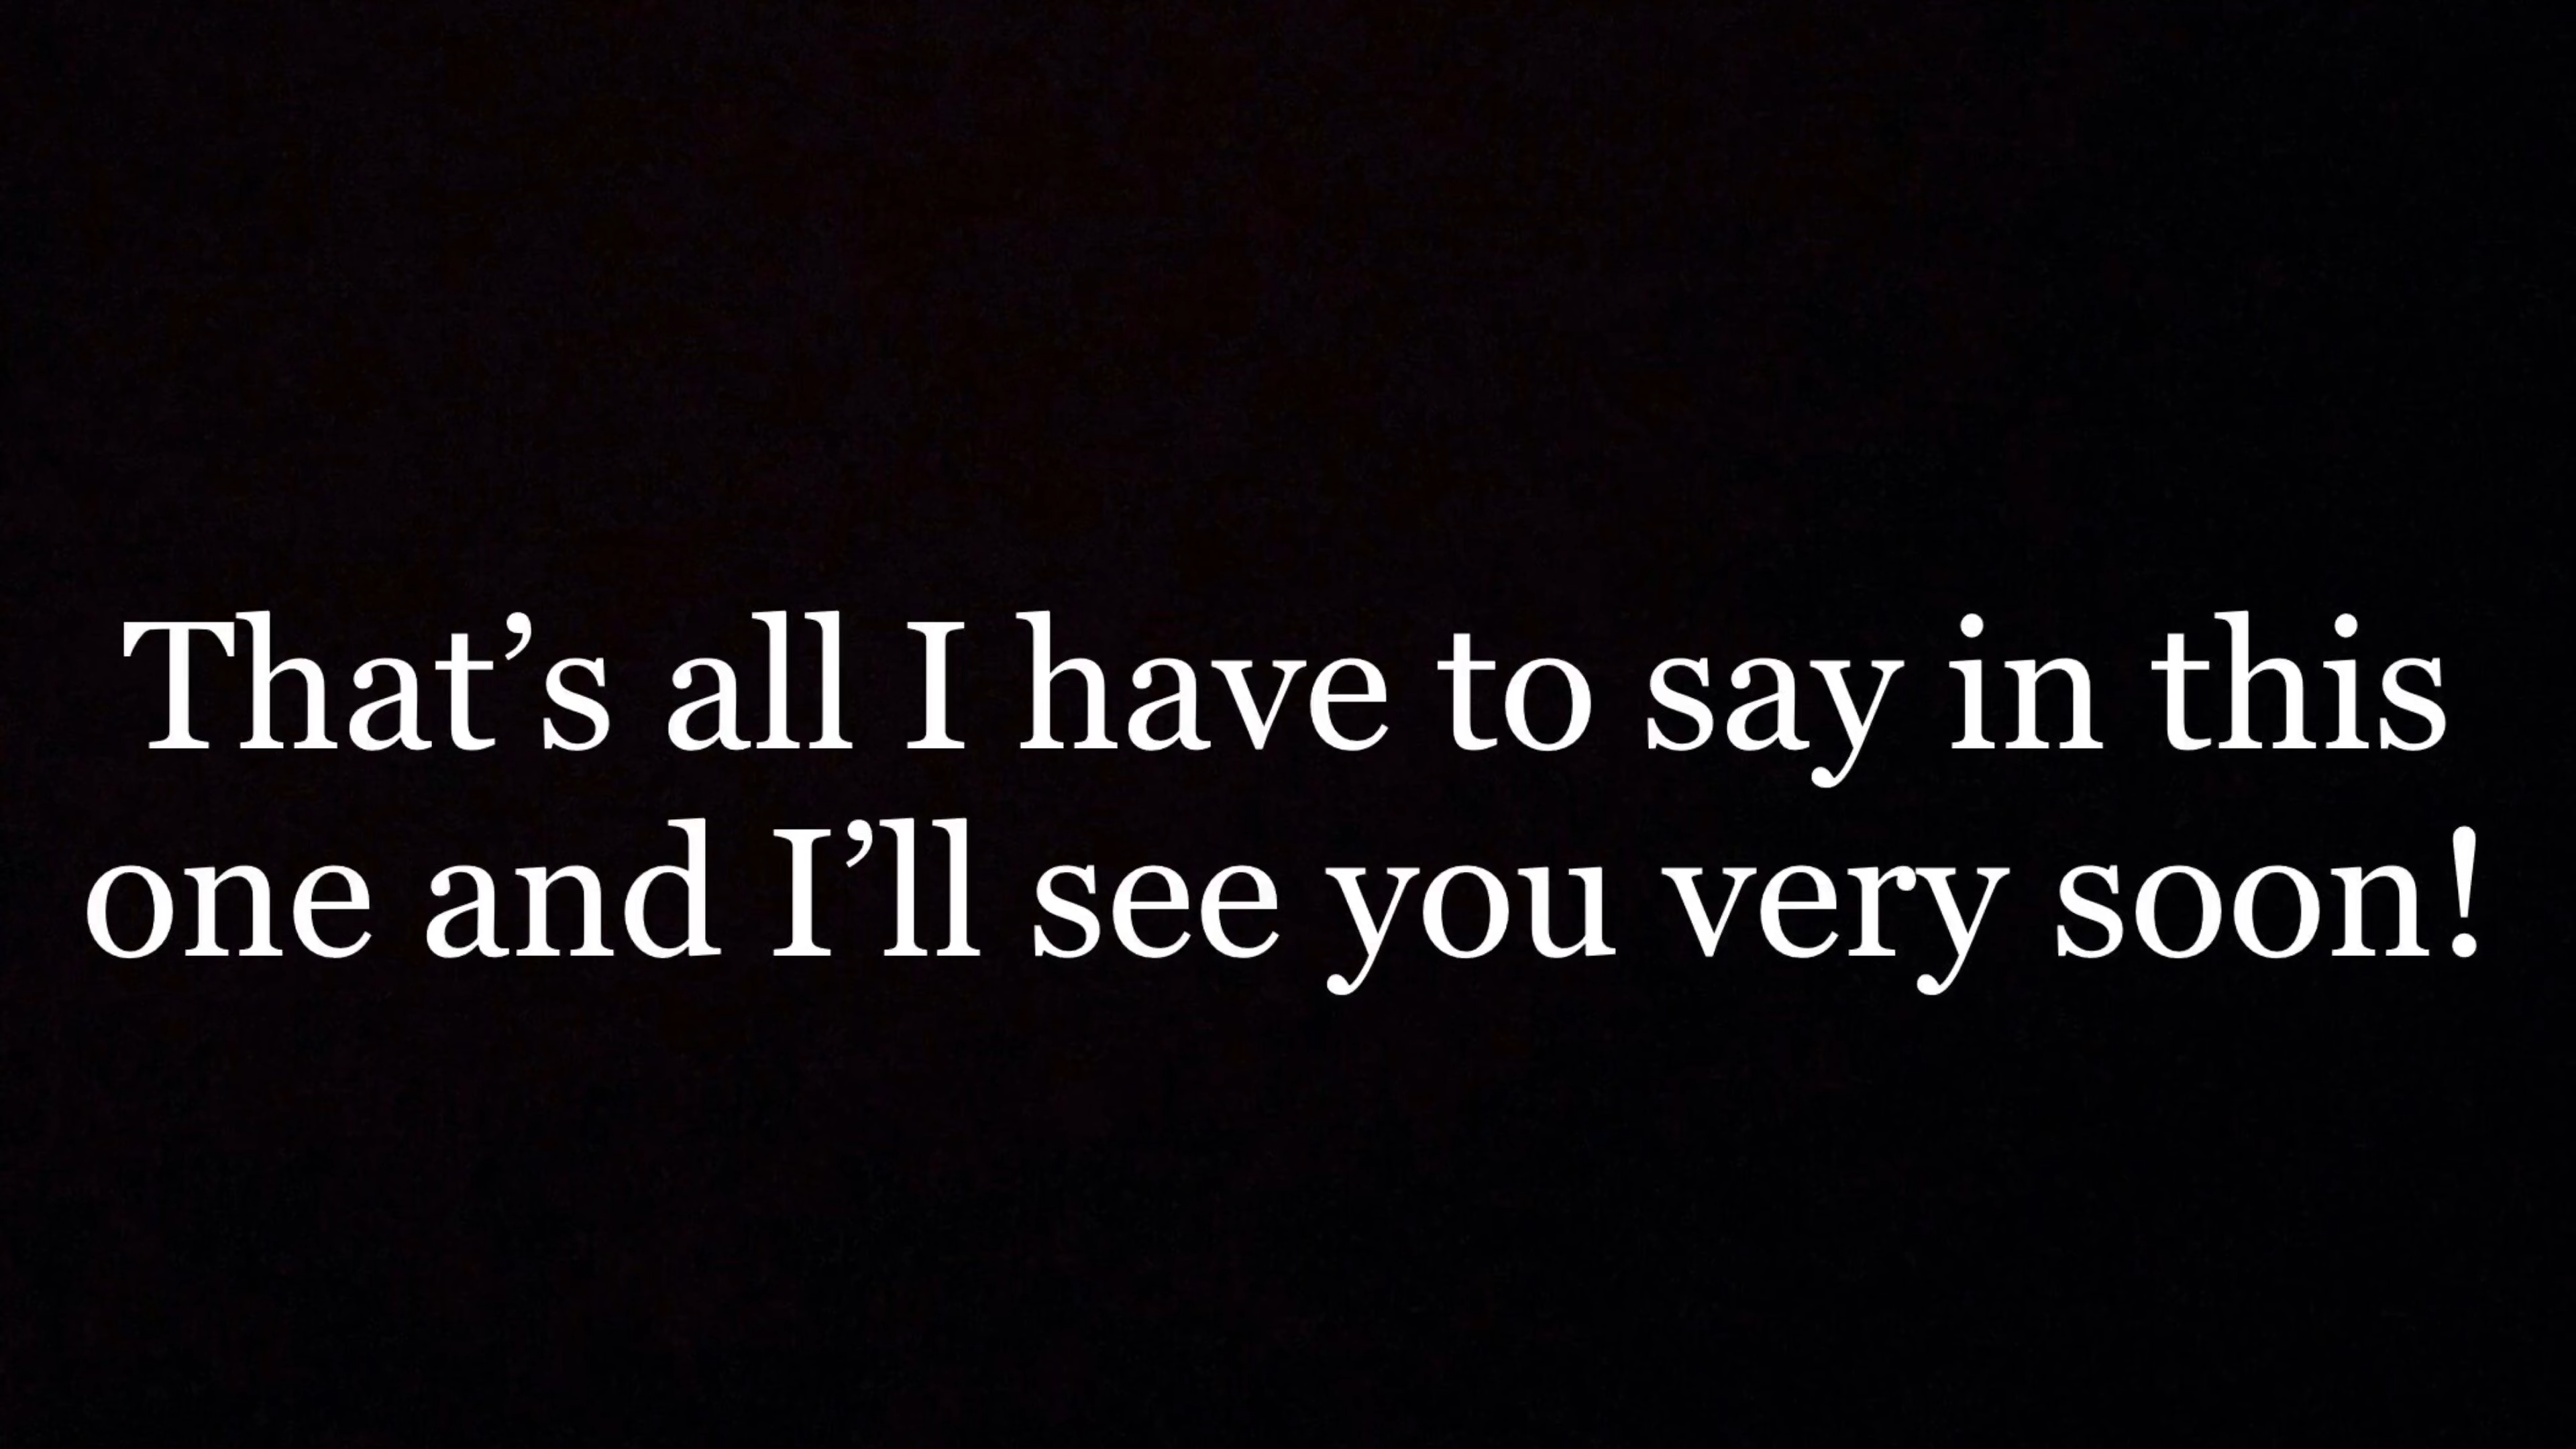 That’s all I have to say in this
one and I’ll see you very soon!